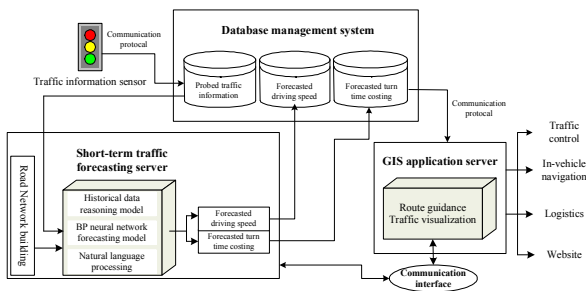 Database management system
Communication
protocal
Traffic information sensor
Probed traffic
information
Forecasted
driving speed
Forecasted turn
time costing
Communication
protocal
Short-term traffic
forecasting server
Road Network building
Historical data
reasoning model
BP neural network
forecasting model
Natural language
processing
Forecasted
driving speed
Forecasted turn
time costing
GIS application server
Route guidance
Traffic visualization
Communication
interface
Traffic
control
In-vehicle
navigation
Logistics
Website